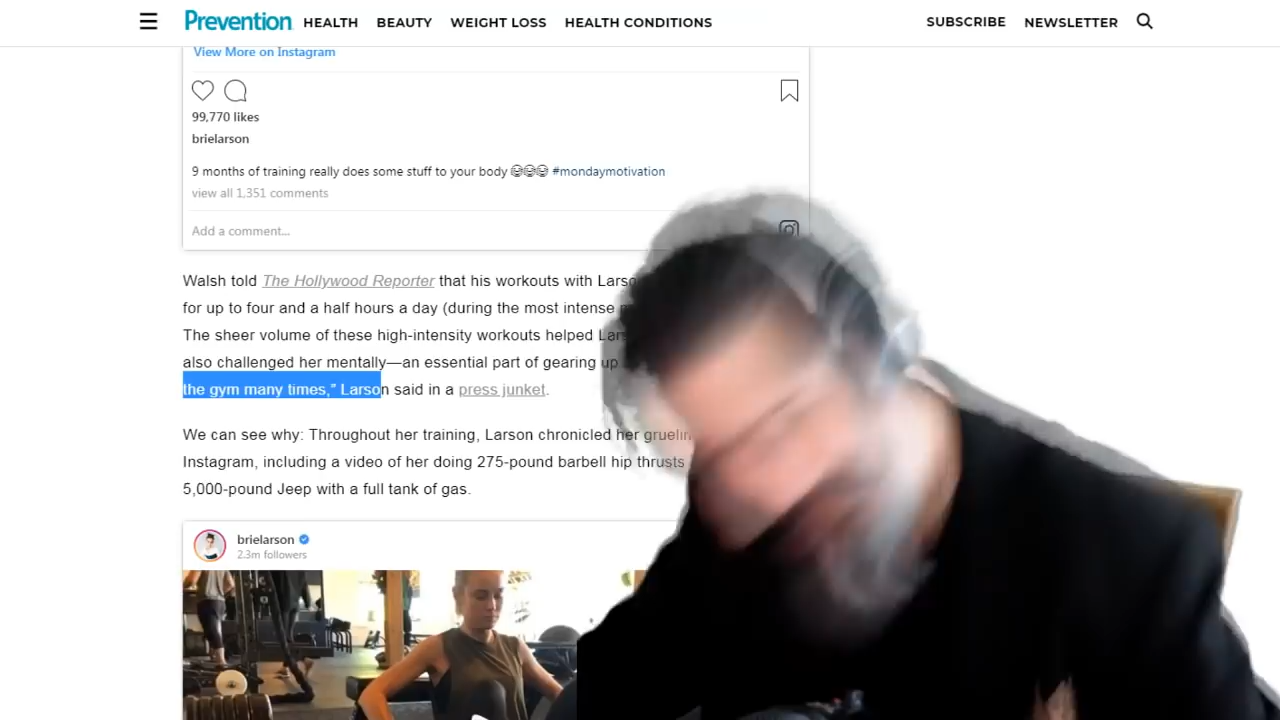 Prevention HEALTH BEAUTY WEIGHT LOSS HEALTH CONDITIONS SUBSCRIBE NEWSLETTER
View More on Instagram
99,770 likes
brielarson
9 months of training really does some stuff to your body 😂😂😂 #mondaymotivation
view all 1,351 comments
Add a comment...
Walsh told The Hollywood Reporter that his workouts with Larso
for up to four and a half hours a day (during the most intense
The sheer volume of these high-intensity workouts helped Lar
also challenged her mentally—an essential part of gearing up
the gym many times,” Larson said in a press junket.
We can see why: Throughout her training, Larson chronicled her gruelin
Instagram, including a video of her doing 275-pound barbell hip thrusts
5,000-pound Jeep with a full tank of gas.
brielarson
2.3m followers